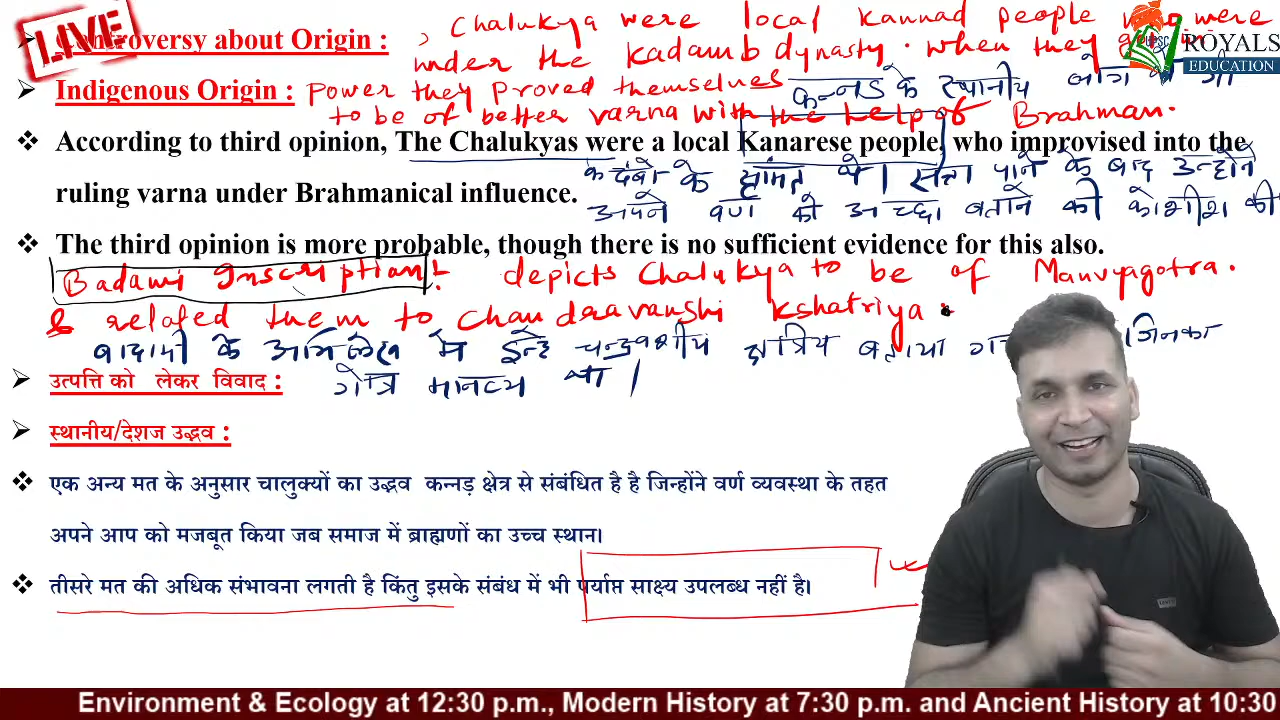 LIVE
Controversy about Origin :
Chalukya were local kannad people who were
under the Kadamb dynasty. when they
ROYALS
EDUCATION
Indigenous Origin :
Power they proved themselves
कन्नड के स्थानीय लोग
to be of better varna with the help of Brahman.
According to third opinion, The Chalukyas were a local Kanarese people, who improvised into the
कदंबो के सामंत थे। सत्ता पाने के बाद उन्होने
ruling varna under Brahmanical influence.
अपने वर्ण को अच्छा बताने की कोशीश की
The third opinion is more probable, though there is no sufficient evidence for this also.
Badami Inscription : depicts Chalukya to be of Manvyagotra.
& related them to Chandravanshi Kshatriya.
बादामी के अभिलेख मे इन्हे चन्द्रवशीय क्षत्रिय बताया जिनका
गोत्र मानव्य था।
उत्पत्ति को लेकर विवाद :
स्थानीय/देशज उद्भव :
एक अन्य मत के अनुसार चालुक्यों का उद्भव कन्नड़ क्षेत्र से संबंधित है है जिन्होंने वर्ण व्यवस्था के तहत
अपने आप को मजबूत किया जब समाज में ब्राह्मणों का उच्च स्थान।
तीसरे मत की अधिक संभावना लगती है किंतु इसके संबंध में भी पर्याप्त साक्ष्य उपलब्ध नहीं है।
Environment & Ecology at 12:30 p.m., Modern History at 7:30 p.m. and Ancient History at 10:30